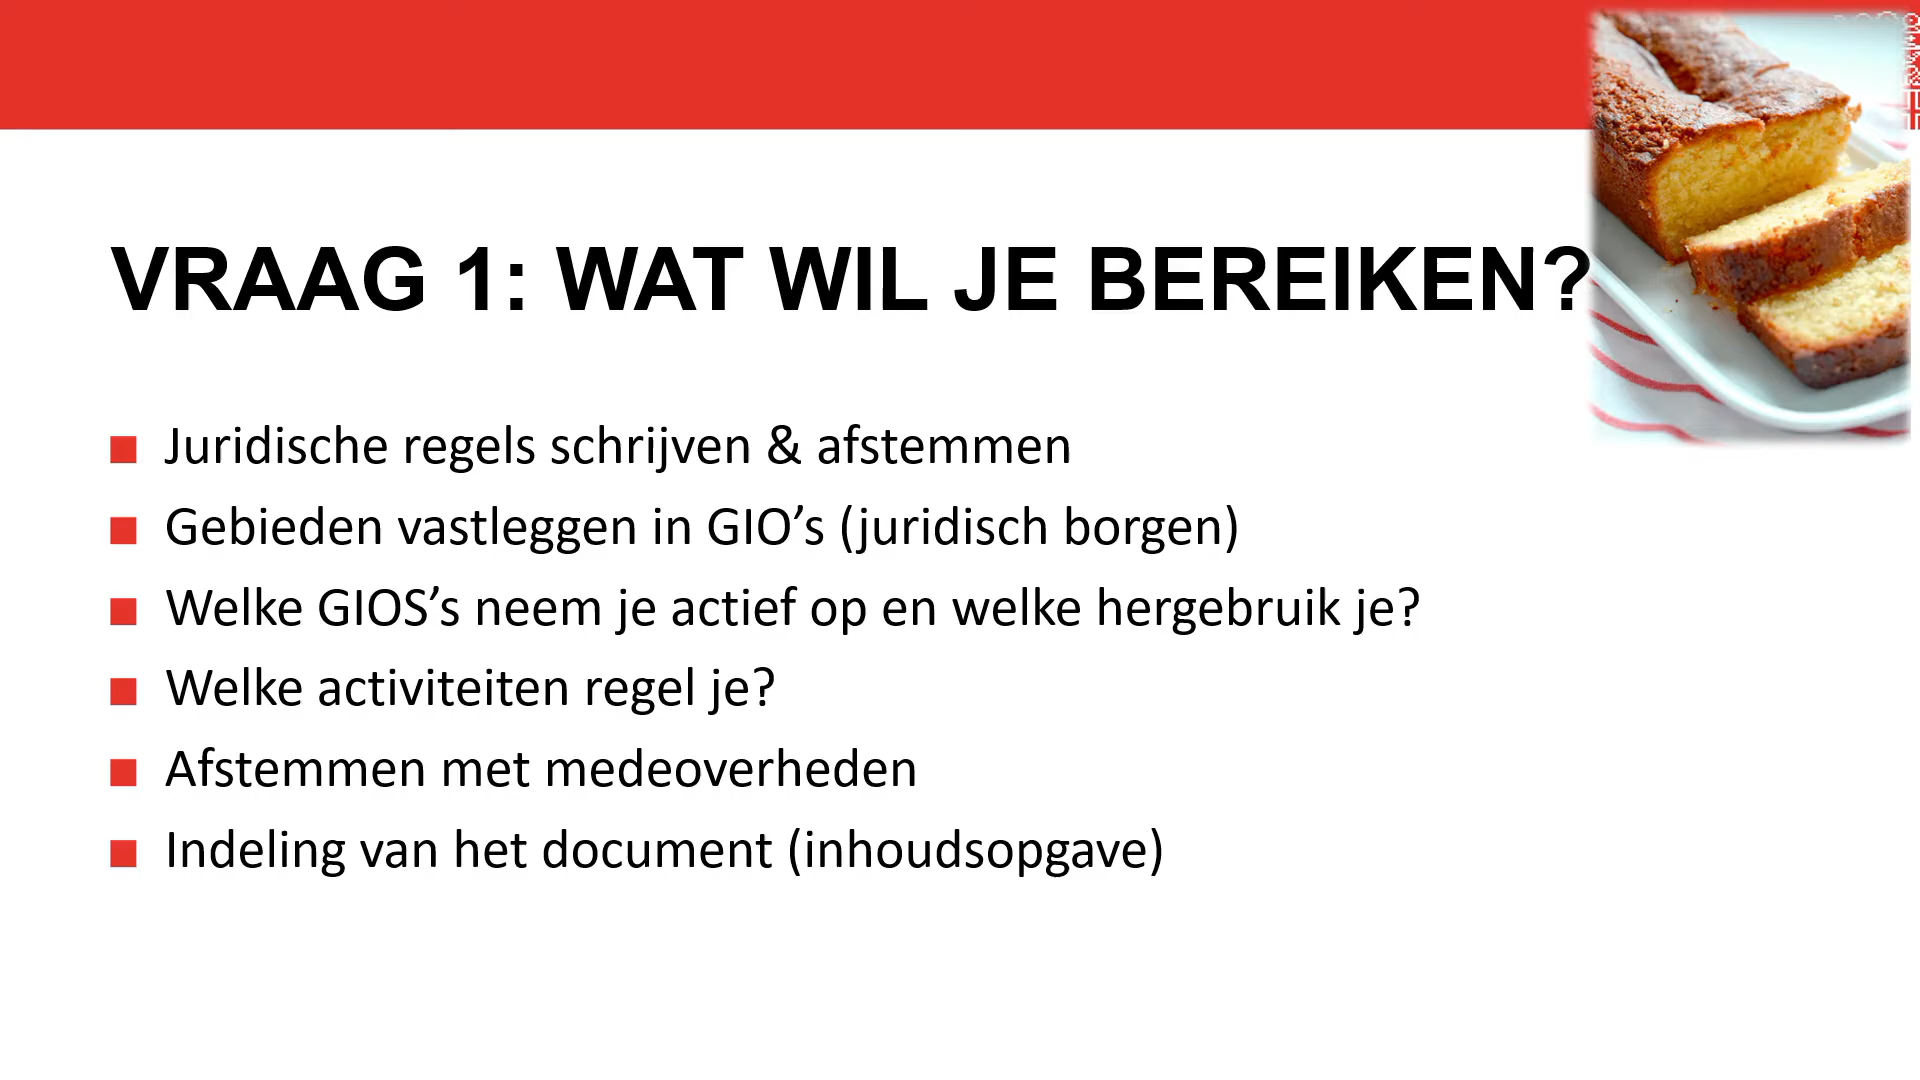 VRAAG 1: WAT WIL JE BEREIKEN?
Juridische regels schrijven & afstemmen
Gebieden vastleggen in GIO’s (juridisch borgen)
Welke GIOS’s neem je actief op en welke hergebruik je?
Welke activiteiten regel je?
Afstemmen met medeoverheden
Indeling van het document (inhoudsopgave)